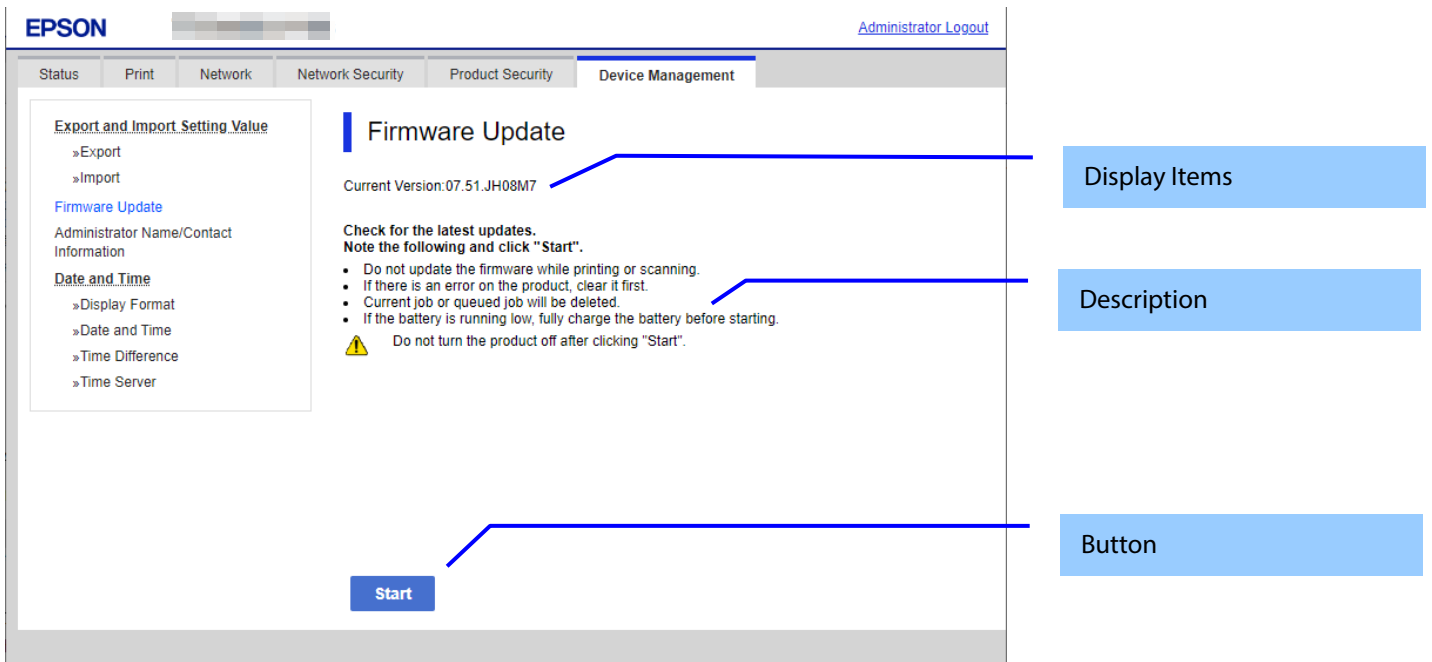 EPSON
Administrator Logout
Status Print Network Network Security Product Security Device Management
Export and Import Setting Value
»Export
»Import
Firmware Update
Administrator Name/Contact
Information
Date and Time
»Display Format
»Date and Time
»Time Difference
»Time Server
Firmware Update
Current Version:07.51.JH08M7
Check for the latest updates.
Note the following and click "Start".
• Do not update the firmware while printing or scanning.
• If there is an error on the product, clear it first.
• Current job or queued job will be deleted.
• If the battery is running low, fully charge the battery before starting.
Do not turn the product off after clicking "Start".
Start
Display Items
Description
Button